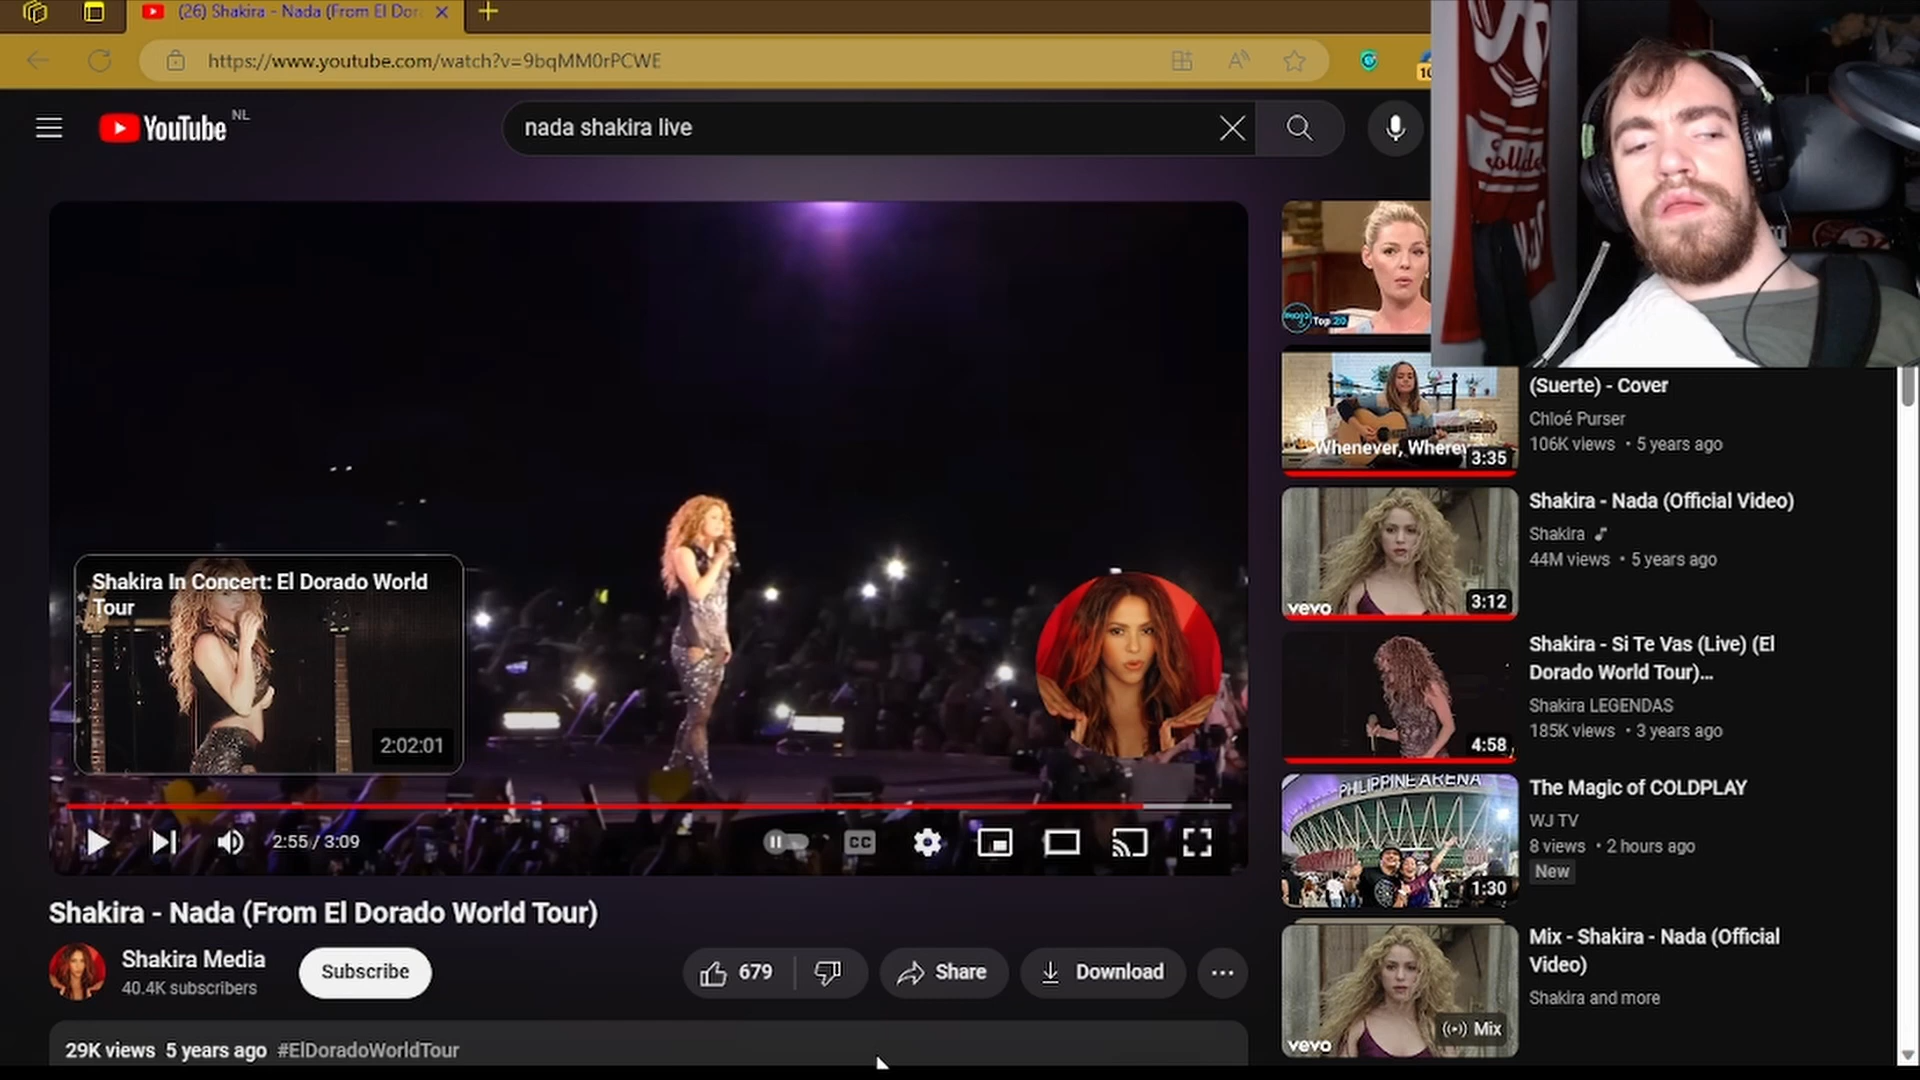 (26) Shakira - Nada (From El Dor
https://www.youtube.com/watch?v=9bqMM0rPCWE
YouTube NL
nada shakira live
Shakira In Concert: El Dorado World
Tour
2:02:01
2:55 / 3:09
CC
Shakira - Nada (From El Dorado World Tour)
Shakira Media
40.4K subscribers
Subscribe
679
Share
Download
29K views 5 years ago #ElDoradoWorldTour
mojo
Top 20
Whenever, Wherev
3:35
(Suerte) - Cover
Chloé Purser
106K views • 5 years ago
vevo
3:12
Shakira - Nada (Official Video)
Shakira
44M views • 5 years ago
4:58
Shakira - Si Te Vas (Live) (El
Dorado World Tour)...
Shakira LEGENDAS
185K views • 3 years ago
PHILIPPINE ARENA
1:30
The Magic of COLDPLAY
WJ TV
8 views • 2 hours ago
New
vevo
Mix
Mix - Shakira - Nada (Official
Video)
Shakira and more